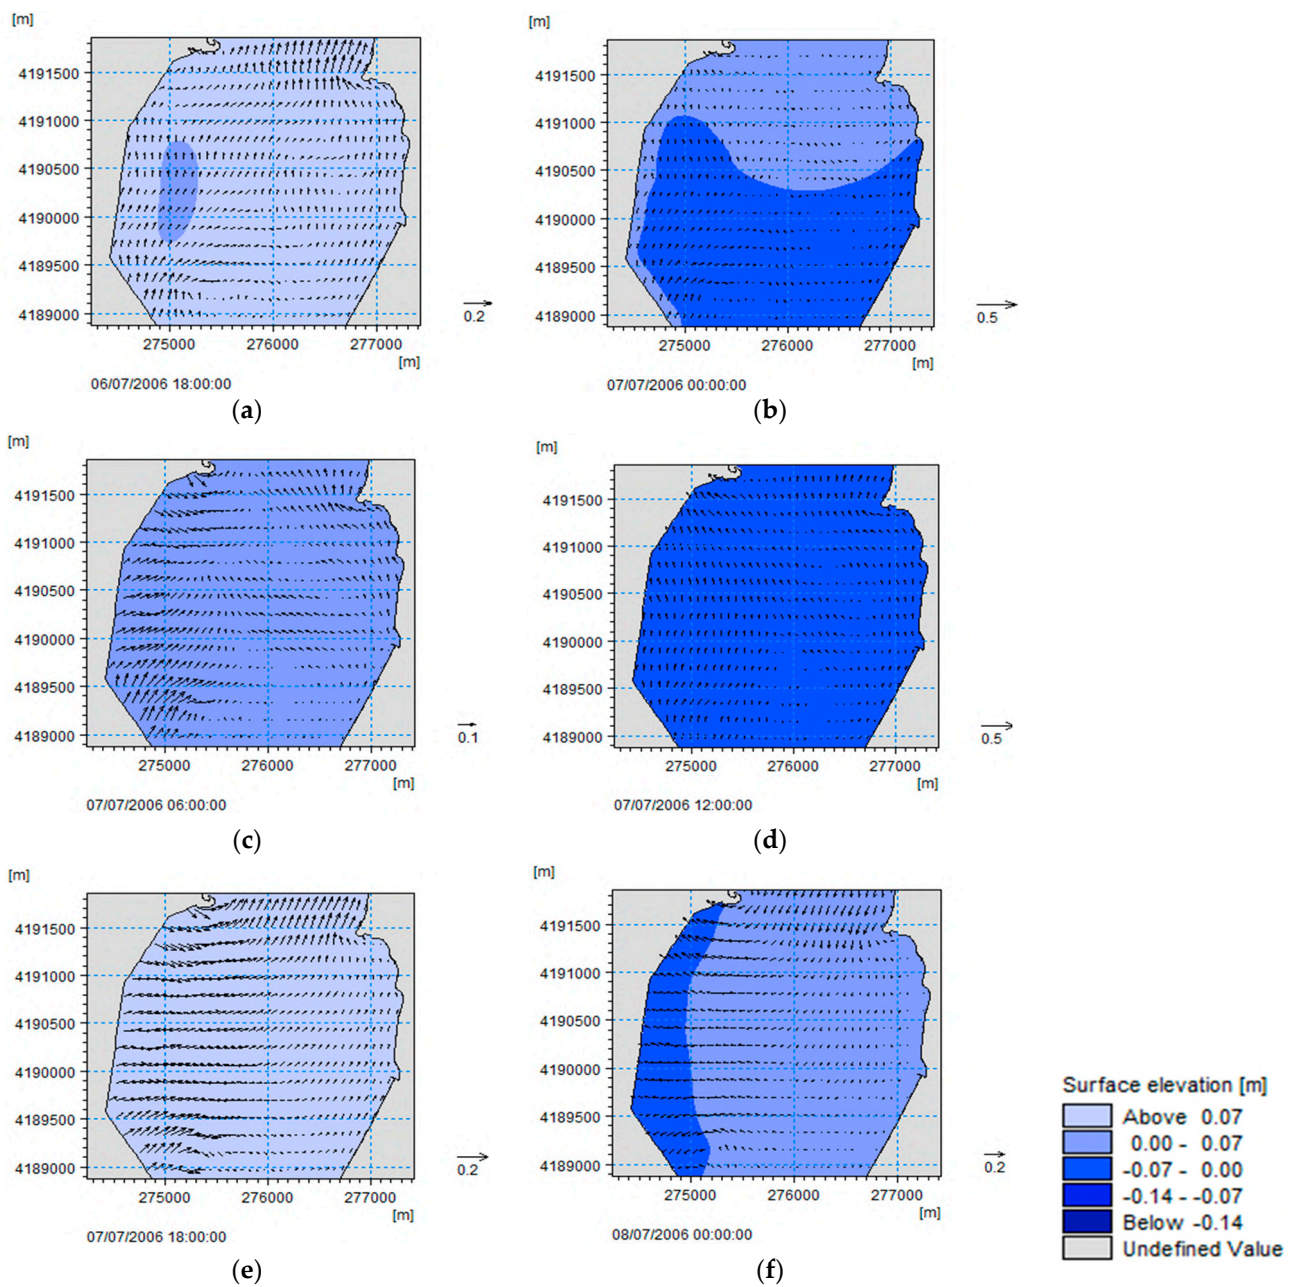 [m]
4191500
4191000
4190500
4190000
4189500
4189000
275000 276000 277000
[m]
0.2
06/07/2006 18:00:00
(a)
[m]
4191500
4191000
4190500
4190000
4189500
4189000
275000 276000 277000
[m]
0.5
07/07/2006 00:00:00
(b)
[m]
4191500
4191000
4190500
4190000
4189500
4189000
275000 276000 277000
[m]
0.1
07/07/2006 06:00:00
(c)
4191500
4191000
4190500
4190000
4189500
4189000
275000 276000 277000
[m]
0.5
07/07/2006 12:00:00
(d)
[m]
4191500
4191000
4190500
4190000
4189500
4189000
275000 276000 277000
[m]
0.2
07/07/2006 18:00:00
(e)
[m]
4191500
4191000
4190500
4190000
4189500
4189000
275000 276000 277000
[m]
0.2
08/07/2006 00:00:00
(f)
Surface elevation [m]
Above 0.07
0.00 - 0.07
-0.07 - 0.00
-0.14 - -0.07
Below -0.14
Undefined Value